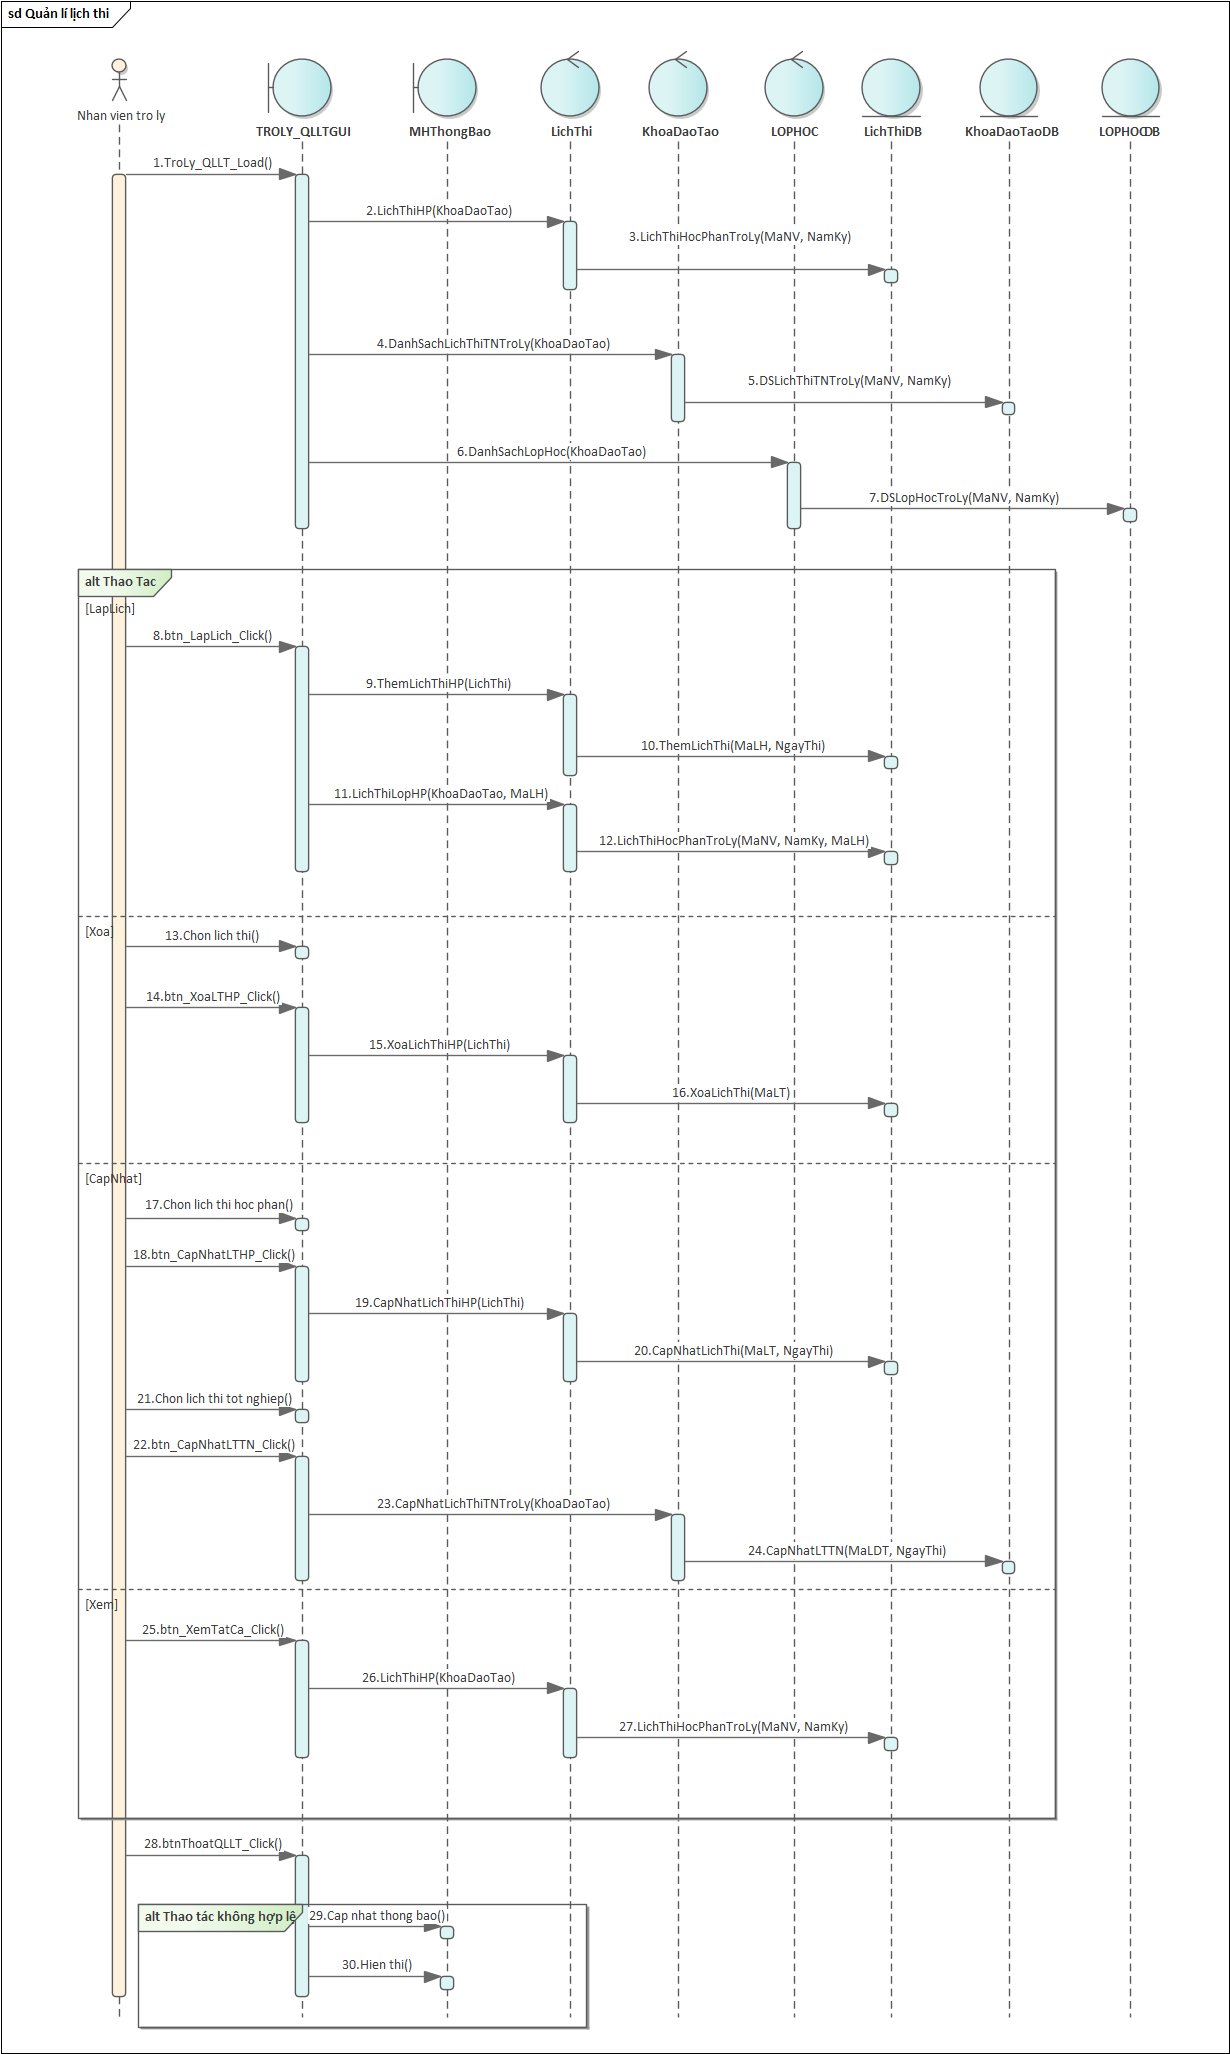 sd Quản lí lịch thi
Nhan vien tro ly
TROLY_QLLTGUI
MHThongBao
LichThi
KhoaDaoTao
LOPHOC
LichThiDB
KhoaDaoTaoDB
LOPHOCDB
1.TroLy_QLLT_Load()
2.LichThiHP(KhoaDaoTao)
3.LichThiHocPhanTroLy(MaNV, NamKy)
4.DanhSachLichThiTNTroLy(KhoaDaoTao)
5.DSLichThiTNTroLy(MaNV, NamKy)
6.DanhSachLopHoc(KhoaDaoTao)
7.DSLopHocTroLy(MaNV, NamKy)
alt Thao Tac
[LapLich]
8.btn_LapLich_Click()
9.ThemLichThiHP(LichThi)
10.ThemLichThi(MaLH, NgayThi)
11.LichThiLopHP(KhoaDaoTao, MaLH)
12.LichThiHocPhanTroLy(MaNV, NamKy, MaLH)
[Xoa]
13.Chon lich thi()
14.btn_XoaLTHP_Click()
15.XoaLichThiHP(LichThi)
16.XoaLichThi(MaLT)
[CapNhat]
17.Chon lich thi hoc phan()
18.btn_CapNhatLTHP_Click()
19.CapNhatLichThiHP(LichThi)
20.CapNhatLichThi(MaLT, NgayThi)
21.Chon lich thi tot nghiep()
22.btn_CapNhatLTTN_Click()
23.CapNhatLichThiTNTroLy(KhoaDaoTao)
24.CapNhatLTTN(MaLDT, NgayThi)
[Xem]
25.btn_XemTatCa_Click()
26.LichThiHP(KhoaDaoTao)
27.LichThiHocPhanTroLy(MaNV, NamKy)
28.btnThoatQLLT_Click()
alt Thao tác không hợp lệ
29.Cap nhat thong bao()
30.Hien thi()